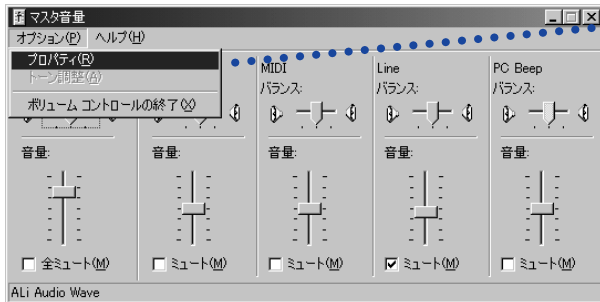 マスタ音量
オプション(P) ヘルプ(H)
プロパティ(R)
トーン調整(A)
ボリューム コントロールの終了(X)
MIDI
Line
PC Beep
バランス:
バランス:
バランス:
音量:
音量:
音量:
音量:
音量:
全ミュート(M)
ミュート(M)
ミュート(M)
ミュート(M)
ミュート(M)
ALi Audio Wave